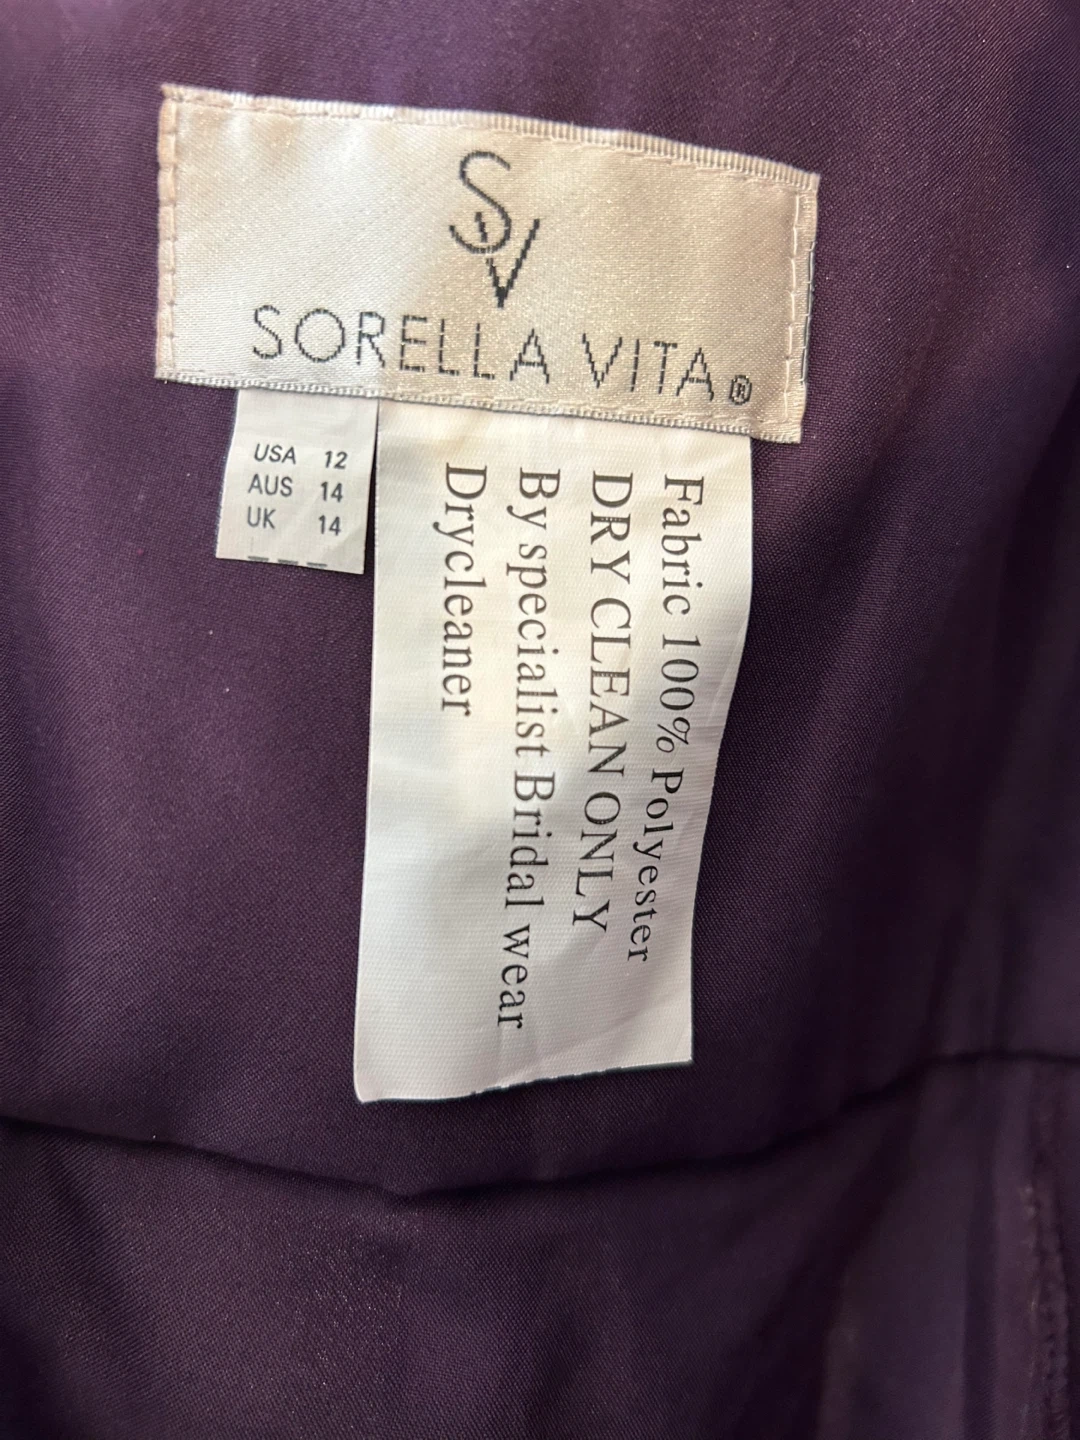 SV
SORELLA VITA®
USA 12
AUS 14
UK 14
Fabric 100% Polyester
DRY CLEAN ONLY
By specialist Bridal wear
Drycleaner